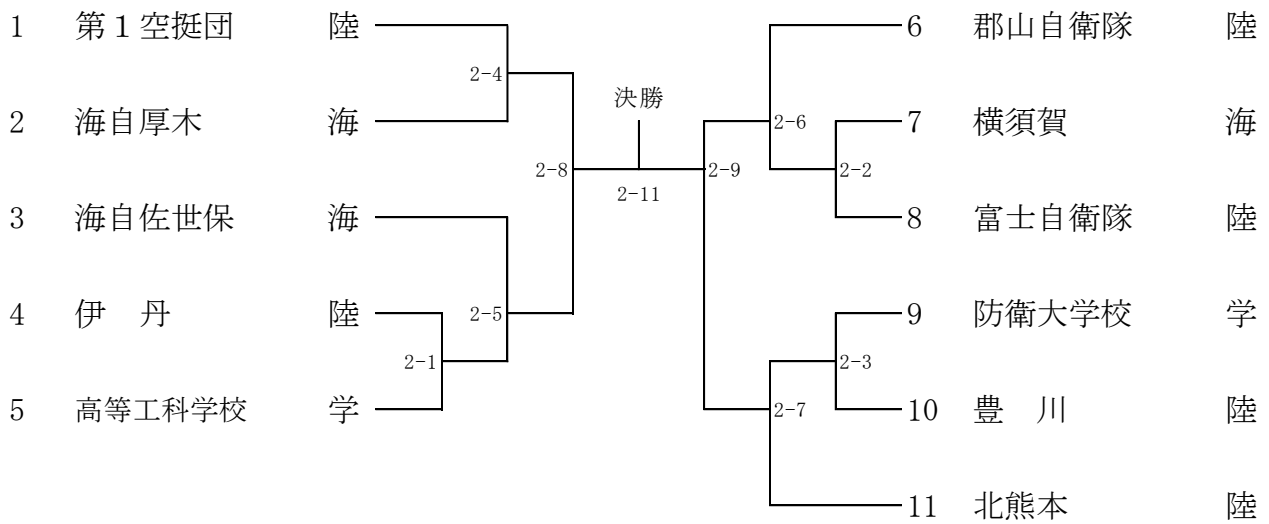 1 第1空挺団 陸
2-4
2 海自厚木 海
2-8
3 海自佐世保 海
4 伊 丹 陸
2-5
2-1
5 高等工科学校 学
決勝
2-11
6 郡山自衛隊 陸
2-6
7 横須賀 海
2-9
2-2
8 富士自衛隊 陸
9 防衛大学校 学
2-3
10 豊 川 陸
2-7
11 北熊本 陸